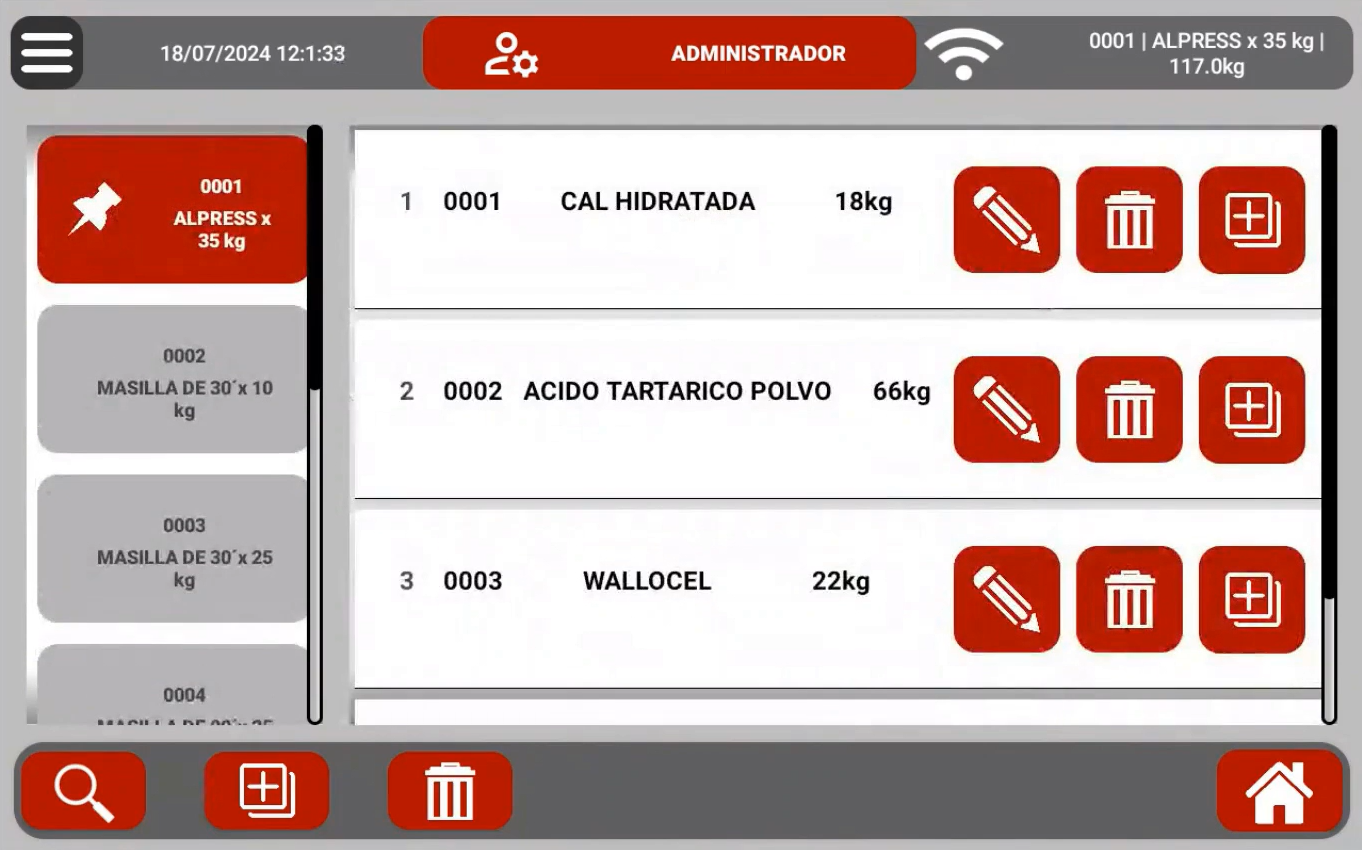 18/07/2024 12:1:33
ADMINISTRADOR
0001 | ALPRESS x 35 kg |
117.0kg
0001
ALPRESS x
35 kg
0002
MASILLA DE 30´x 10
kg
0003
MASILLA DE 30´x 25
kg
0004
1 0001 CAL HIDRATADA 18kg
2 0002 ACIDO TARTARICO POLVO 66kg
3 0003 WALLOCEL 22kg